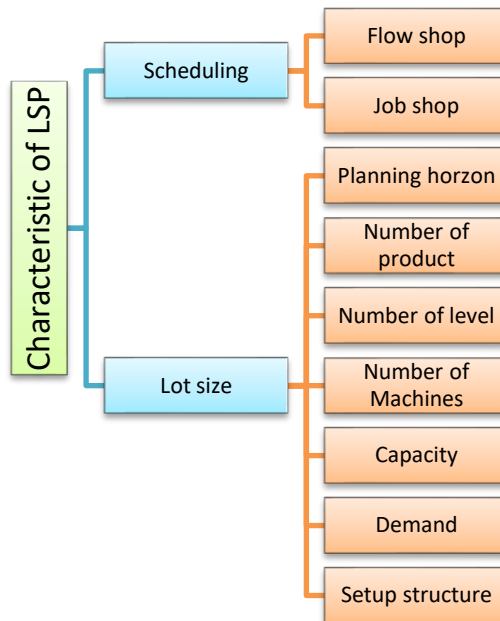 Characteristic of LSP
Scheduling
Flow shop
Job shop
Lot size
Planning horzon
Number of
product
Number of level
Number of
Machines
Capacity
Demand
Setup structure